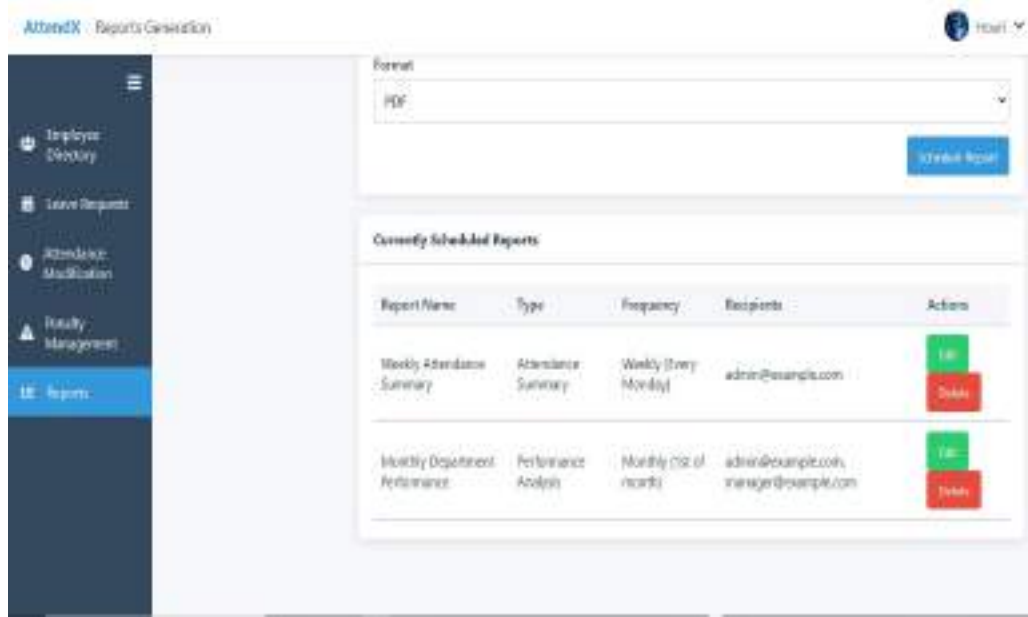 AttendX Reports Generation
Houri
Format
PDF
Schedule Report
Employee
Directory
Leave Requests
Attendance
Modification
Penalty
Management
Reports
Currently Scheduled Reports
Report Name Type Frequency Recipients Actions
Weekly Attendance Attendance Weekly (Every
Summary Summary Monday) admin@example.com
Edit
Delete
Monthly Department Performance Monthly (1st of admin@example.com,
Performance Analysis month) manager@example.com
Edit
Delete